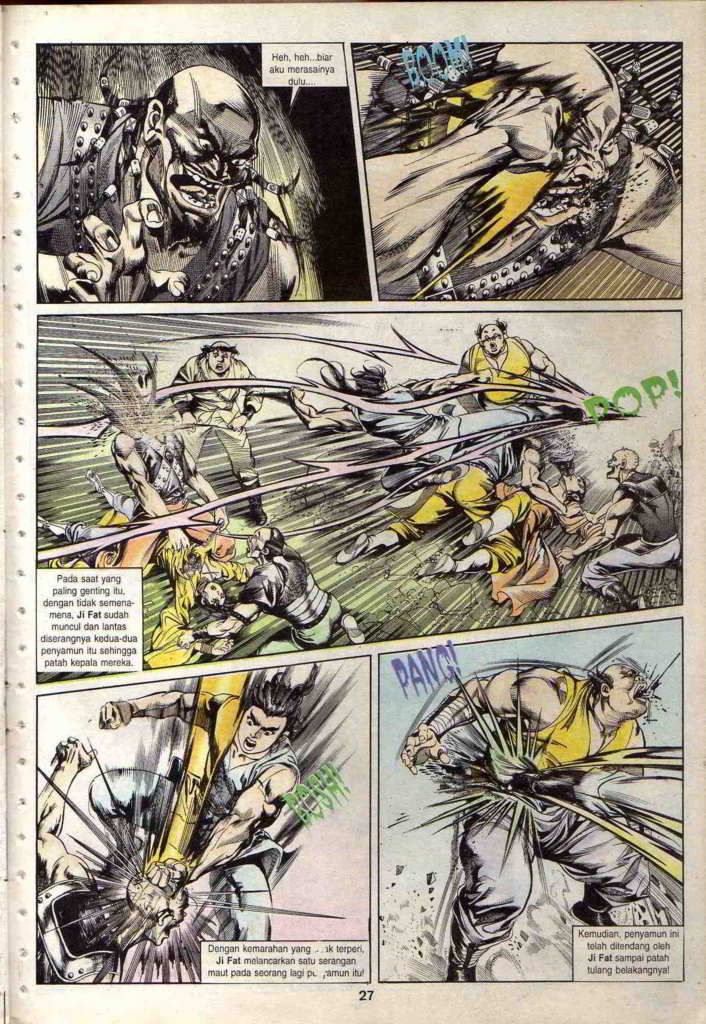 Heh, heh...biar
aku merasainya
dulu....
BOOM!
POP!
Pada saat yang
paling genting itu,
dengan tidak semena-
mena, Ji Fat sudah
muncul dan lantas
diserangnya kedua-dua
penyamun itu sehingga
patah kepala mereka.
BOSH!
Dengan kemarahan yang terperi,
Ji Fat melancarkan satu serangan
maut pada seorang lagi itu!
PANG!
Kemudian, penyamun ini
telah ditendang oleh
Ji Fat sampai patah
tulang belakangnya!
27